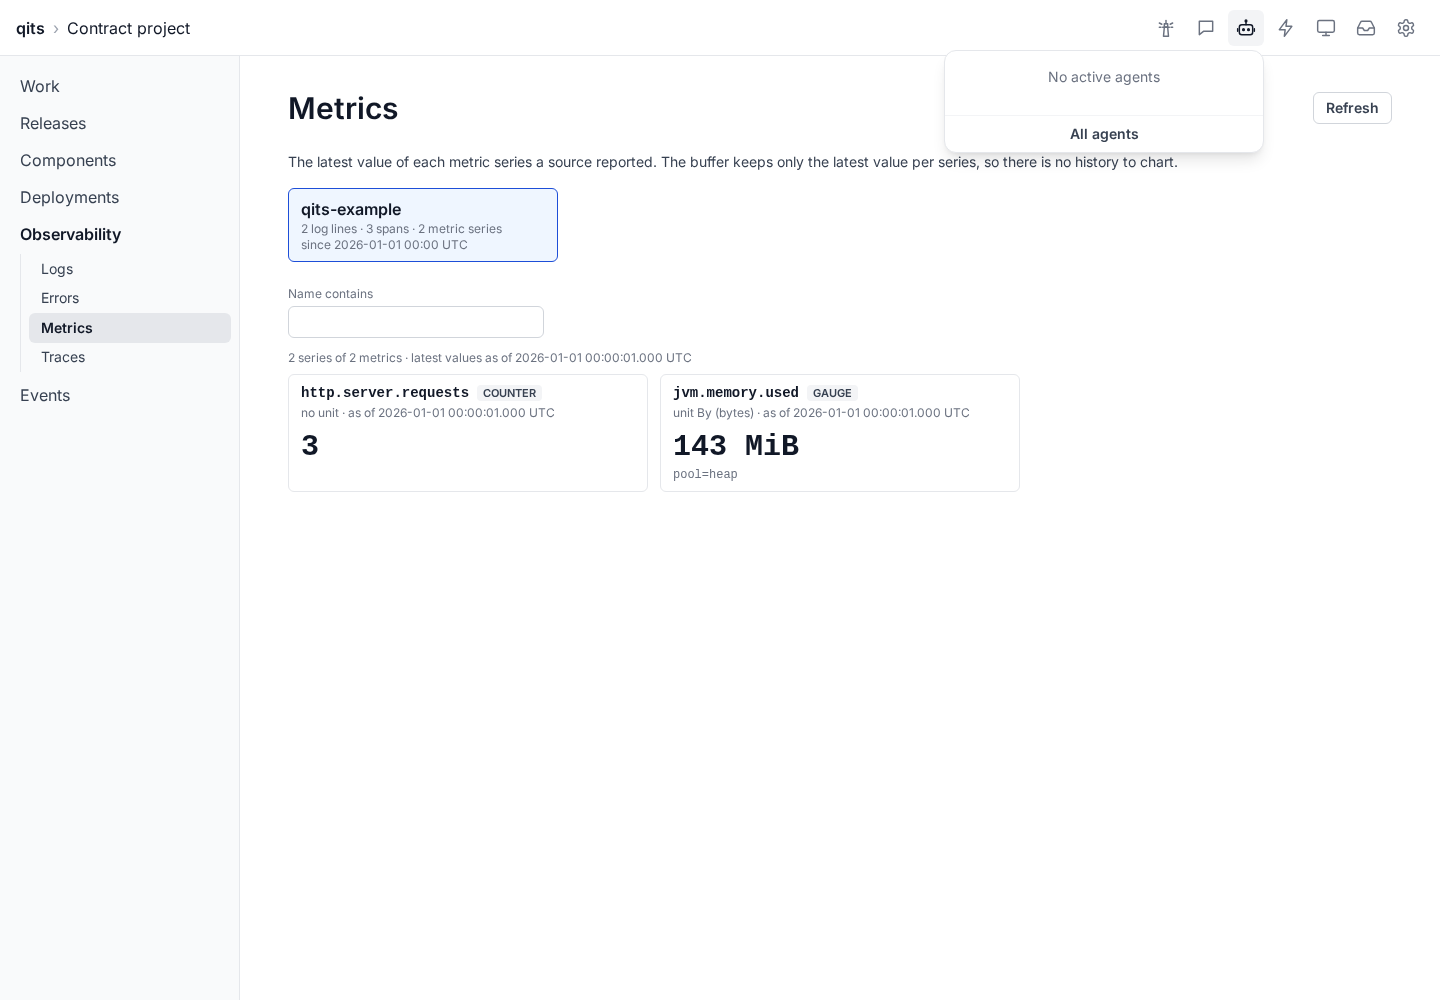 qits › Contract project
No active agents
All agents
Work
Releases
Components
Deployments
Observability
Logs
Errors
Metrics
Traces
Events
Metrics
Refresh
The latest value of each metric series a source reported. The buffer keeps only the latest value per series, so there is no history to chart.
qits-example
2 log lines · 3 spans · 2 metric series
since 2026-01-01 00:00 UTC
Name contains
2 series of 2 metrics · latest values as of 2026-01-01 00:00:01.000 UTC
http.server.requests COUNTER
no unit · as of 2026-01-01 00:00:01.000 UTC
3
jvm.memory.used GAUGE
unit By (bytes) · as of 2026-01-01 00:00:01.000 UTC
143 MiB
pool=heap